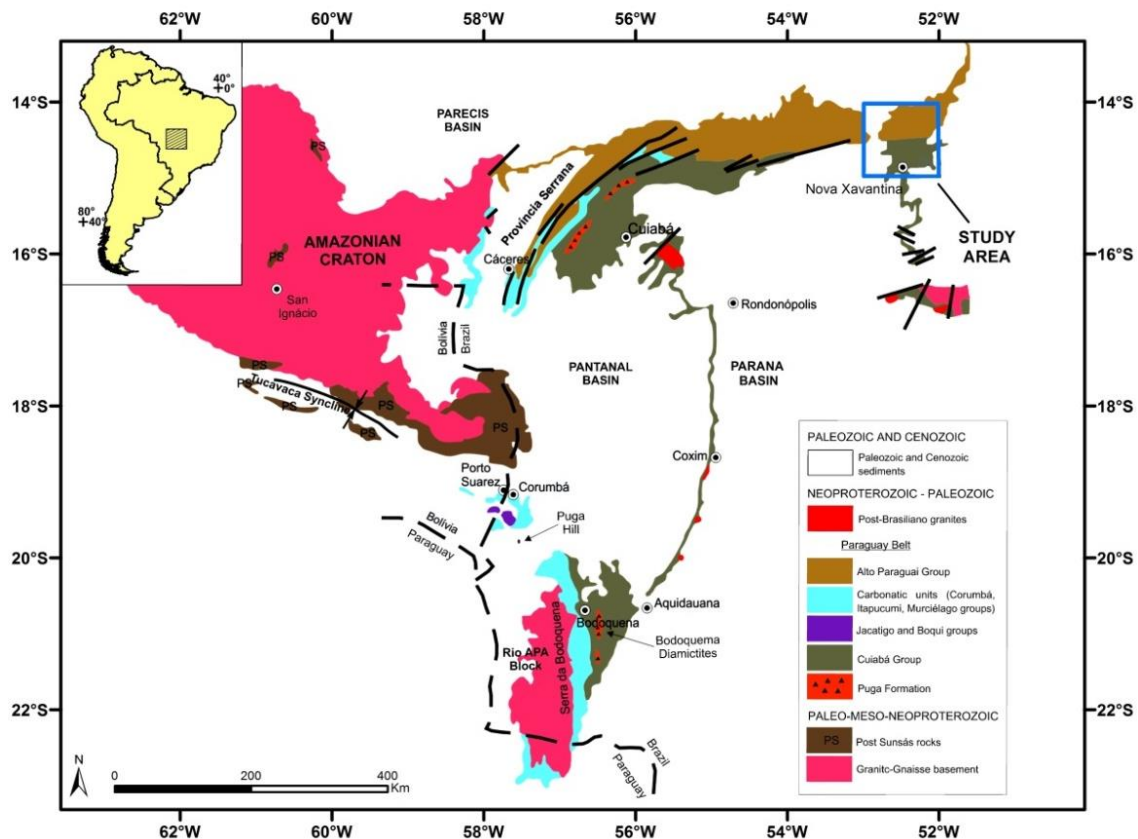 62°W 60°W 58°W 56°W 54°W 52°W
40°
0°
80°
40°
14°S 14°S
PARECIS
BASIN
PS
Provincia Serrana
Nova Xavantina
Cuiabá
STUDY
AREA
16°S 16°S
AMAZONIAN
CRATON
PS
Cáceres
San
Ignácio
Rondonópolis
Bolivia
Brazil
PANTANAL
BASIN
PARANA
BASIN
PS
PS
Tucavaca Syncline
PS
PS
PS
18°S 18°S
Coxim
Porto
Suarez
Corumbá
Puga
Hill
Bolivia
Paraguay
20°S 20°S
Aquidauana
Bodoquena
Bodoquema
Diamictites
Rio APA
Block
Serra da Bodoquena
22°S 22°S
Brazil
Paraguay
N
0 200 400
Km
PALEOZOIC AND CENOZOIC
Paleozoic and Cenozoic
sediments
NEOPROTEROZOIC - PALEOZOIC
Post-Brasiliano granites
Paraguay Belt
Alto Paraguai Group
Carbonatic units (Corumbá,
Itapucumi, Murciélago groups)
Jacatigo and Boqui groups
Cuiabá Group
Puga Formation
PALEO-MESO-NEOPROTEROZOIC
PS Post Sunsás rocks
Granitc-Gnaisse basement
62°W 60°W 58°W 56°W 54°W 52°W